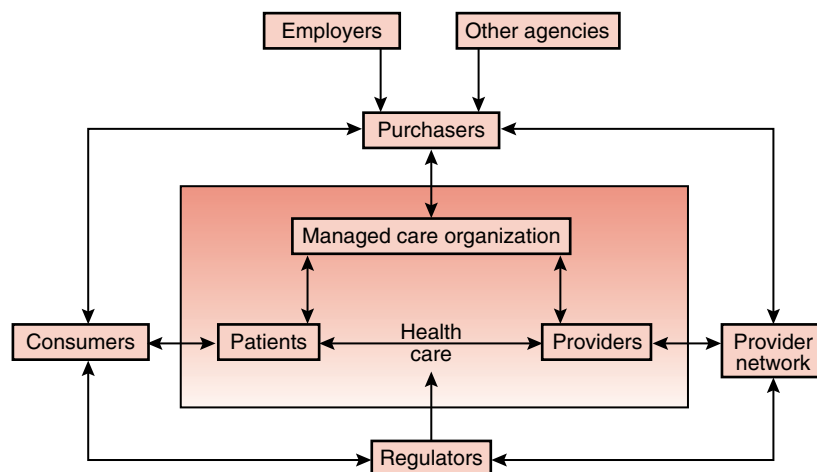 Employers
Other agencies
Purchasers
Managed care organization
Consumers
Patients
Health
care
Providers
Provider
network
Regulators